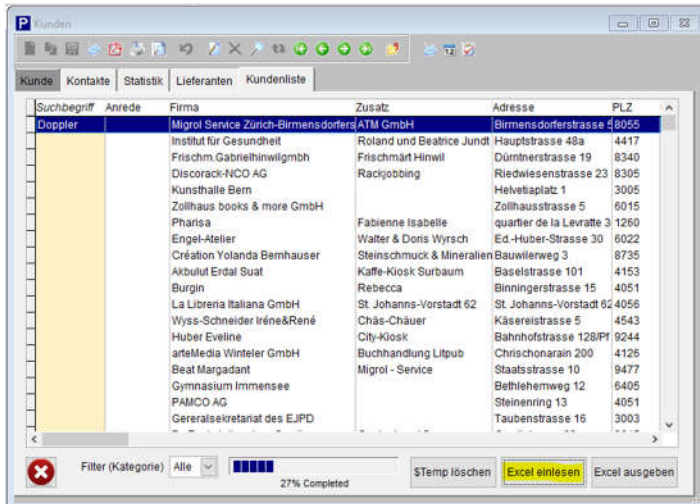 Kunden
Kunde Kontakte Statistik Lieferanten Kundenliste
Suchbegriff Anrede Firma Zusatz Adresse PLZ
Doppler Migrol Service Zürich-Birmensdorfers ATM GmbH Birmensdorferstrasse 5 8055
Institut für Gesundheit Roland und Beatrice Jundt Hauptstrasse 48a 4417
Frischm.Gabrielhinwilgmbh Frischmärt Hinwil Dürntnerstrasse 19 8340
Discorack-NCO AG Rackjobbing Riedwiesenstrasse 23 8305
Kunsthalle Bern Helvetiaplatz 1 3005
Zollhaus books & more GmbH Zollhausstrasse 5 6015
Pharisa Fabienne Isabelle quartier de la Levratte 3 1260
Engel-Atelier Walter & Doris Wyrsch Ed.-Huber-Strasse 30 6022
Création Yolanda Bernhauser Steinschmuck & Mineralien Bauwilerweg 3 8735
Akbulut Erdal Suat Kaffe-Kiosk Surbaum Baselstrasse 101 4153
Burgin Rebecca Binningerstrasse 15 4051
La Libreria Italiana GmbH St. Johanns-Vorstadt 62 St. Johanns-Vorstadt 62 4056
Wyss-Schneider Iréne&René Chäs-Chäuer Käsereistrasse 5 4543
Huber Eveline City-Kiosk Bahnhofstrasse 128/Pf 9244
arteMedia Winteler GmbH Buchhandlung Litpub Chrischonarain 200 4126
Beat Margadant Migrol - Service Staatsstrasse 10 9477
Gymnasium Immensee Bethlehemweg 12 6405
PAMCO AG Steinenring 13 4051
Gereralsekretariat des EJPD Taubenstrasse 16 3003
Filter (Kategorie) Alle 27% Completed $Temp löschen Excel einlesen Excel ausgeben